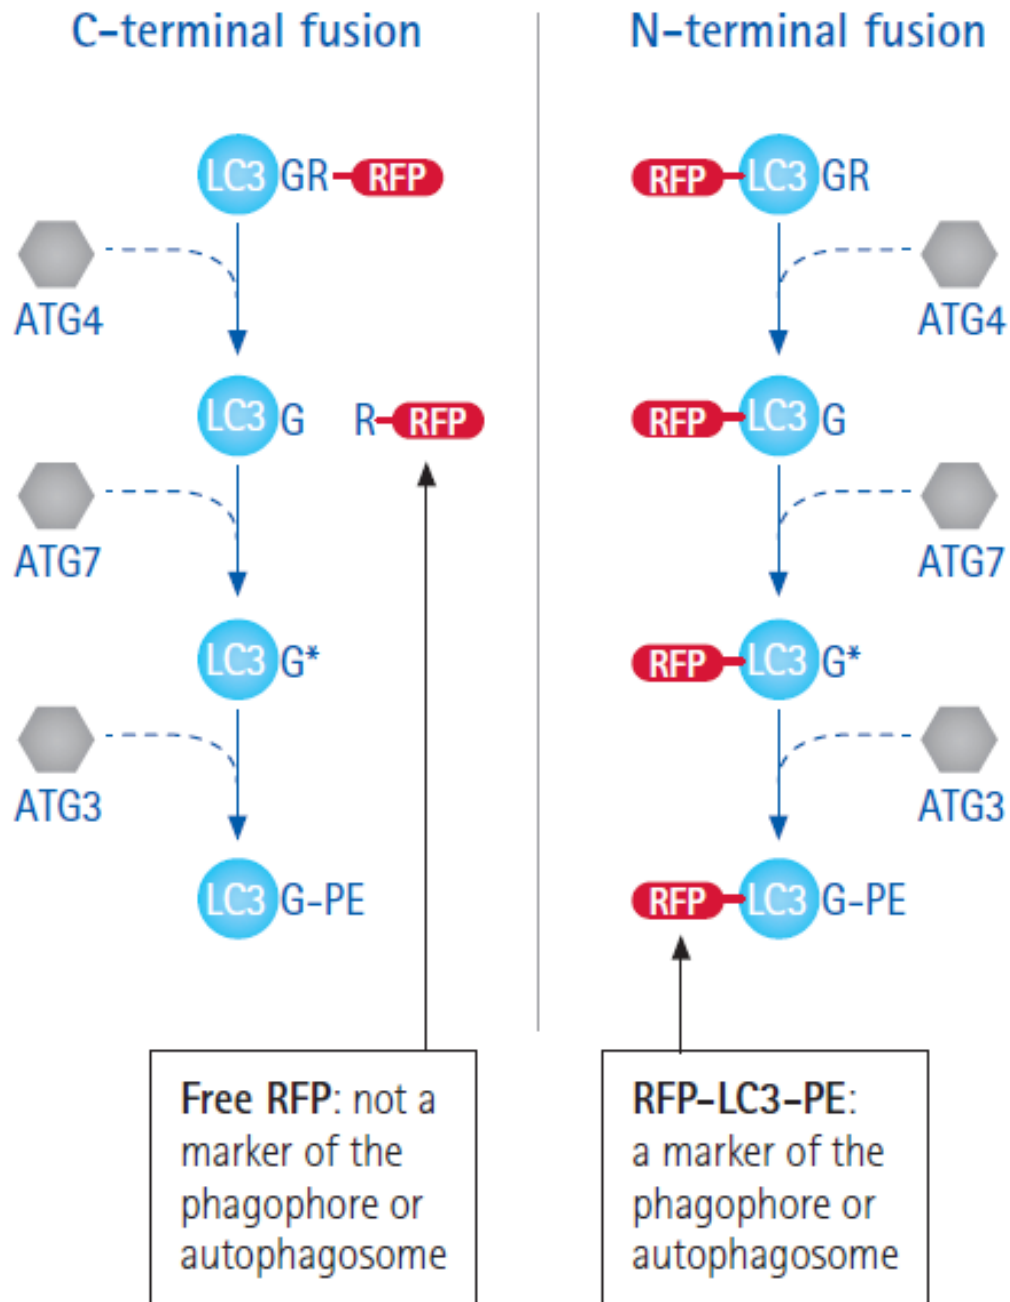 C-terminal fusion
LC3 GR RFP
ATG4
LC3 G R RFP
ATG7
LC3 G*
ATG3
LC3 G-PE
Free RFP: not a
marker of the
phagophore or
autophagosome
N-terminal fusion
RFP LC3 GR
ATG4
RFP LC3 G
ATG7
RFP LC3 G*
ATG3
RFP LC3 G-PE
RFP-LC3-PE:
a marker of the
phagophore or
autophagosome